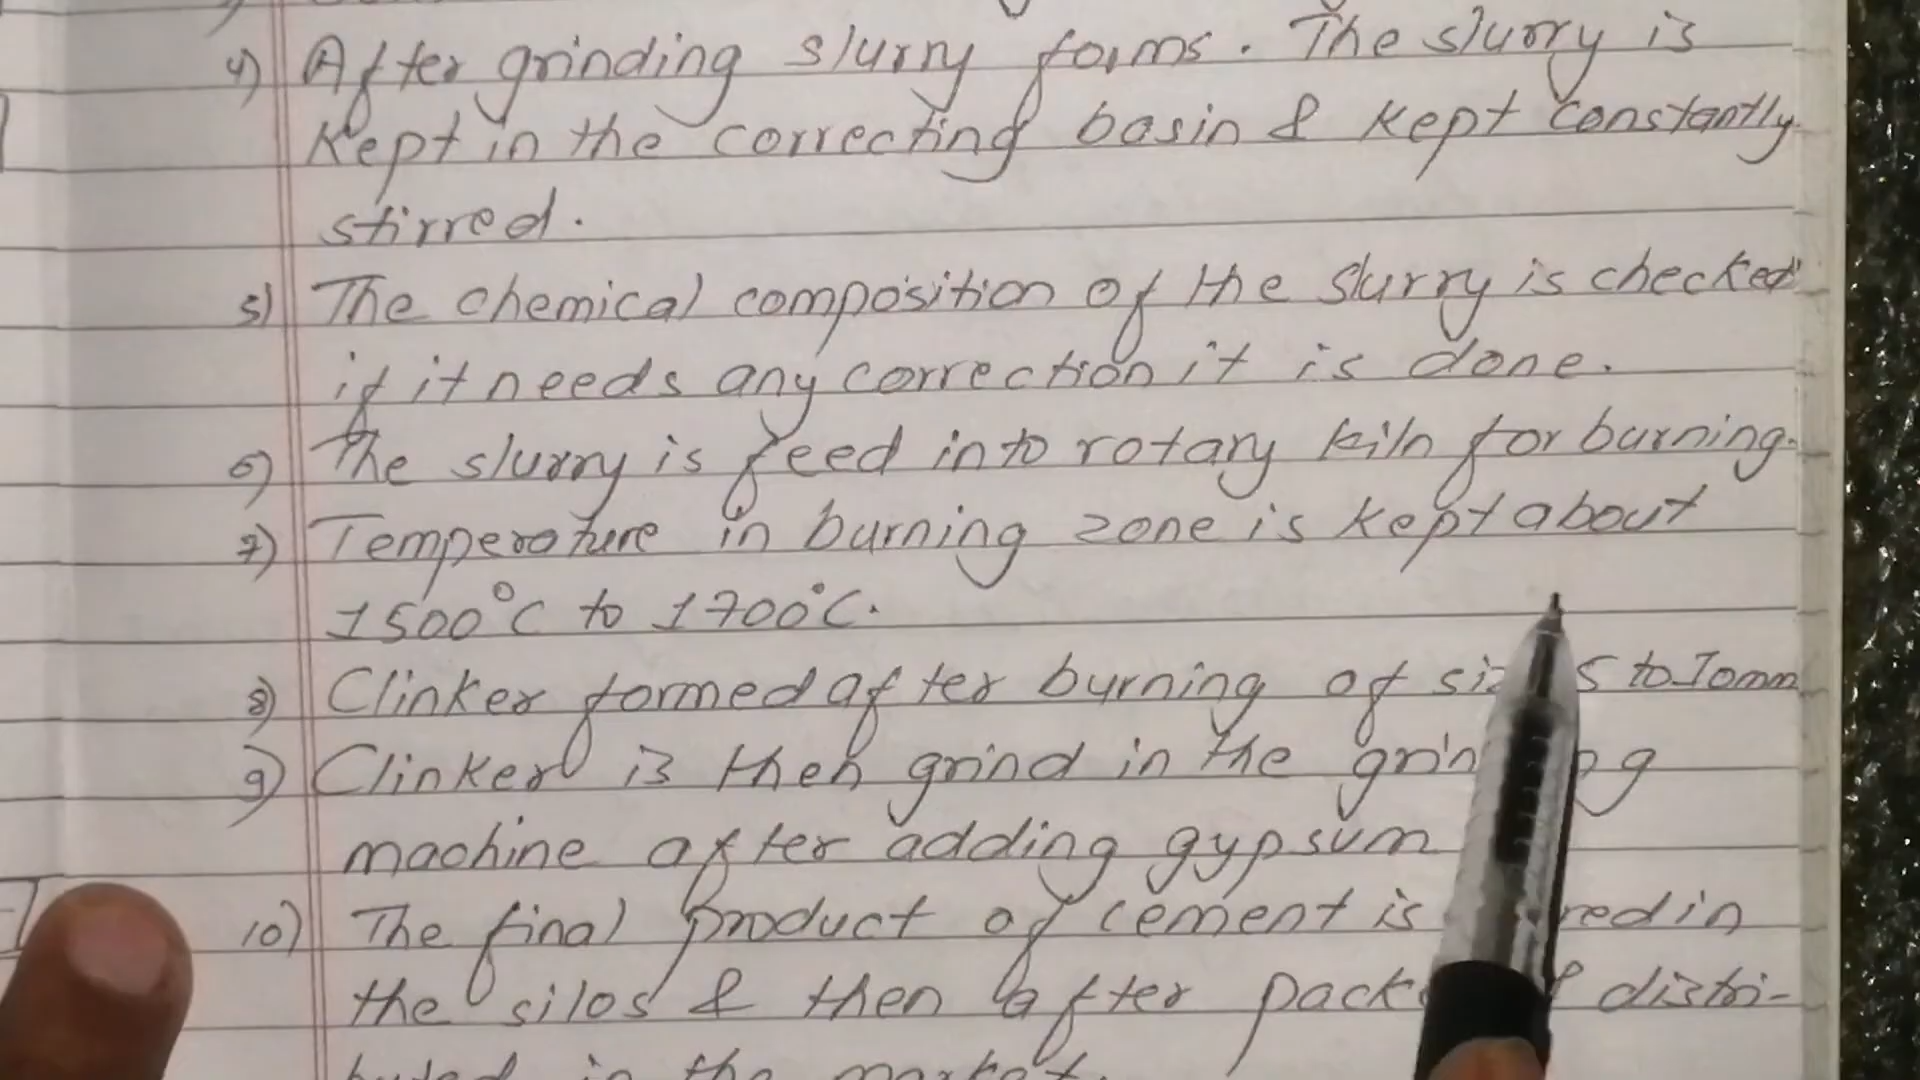 4) After grinding slurry forms. The slurry is
Kept in the correcting basin & kept constantly
stirred.
5) The chemical composition of the slurry is checked
if it needs any correction it is done.
6) The slurry is feed into rotary kiln for burning.
7) Temperature in burning zone is kept about
1500°C to 1700°C.
8) Clinker formed after burning of 5 to 10mm
9) Clinker is then grind in the
machine after adding gypsum
10) The final product of cement is in
the silos & then after distri-
buted in the market.